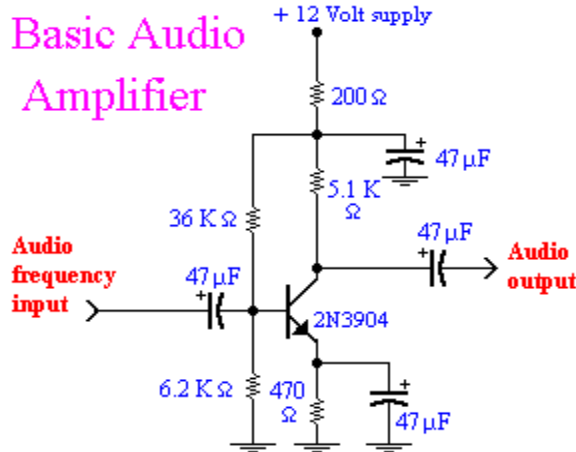 Basic Audio
Amplifier
+ 12 Volt supply
200 Ω
+
47 µF
5.1 K
Ω
36 K Ω
Audio
frequency
input
47 µF
+
47 µF
+
Audio
output
2N3904
6.2 K Ω
470
Ω
+
47 µF